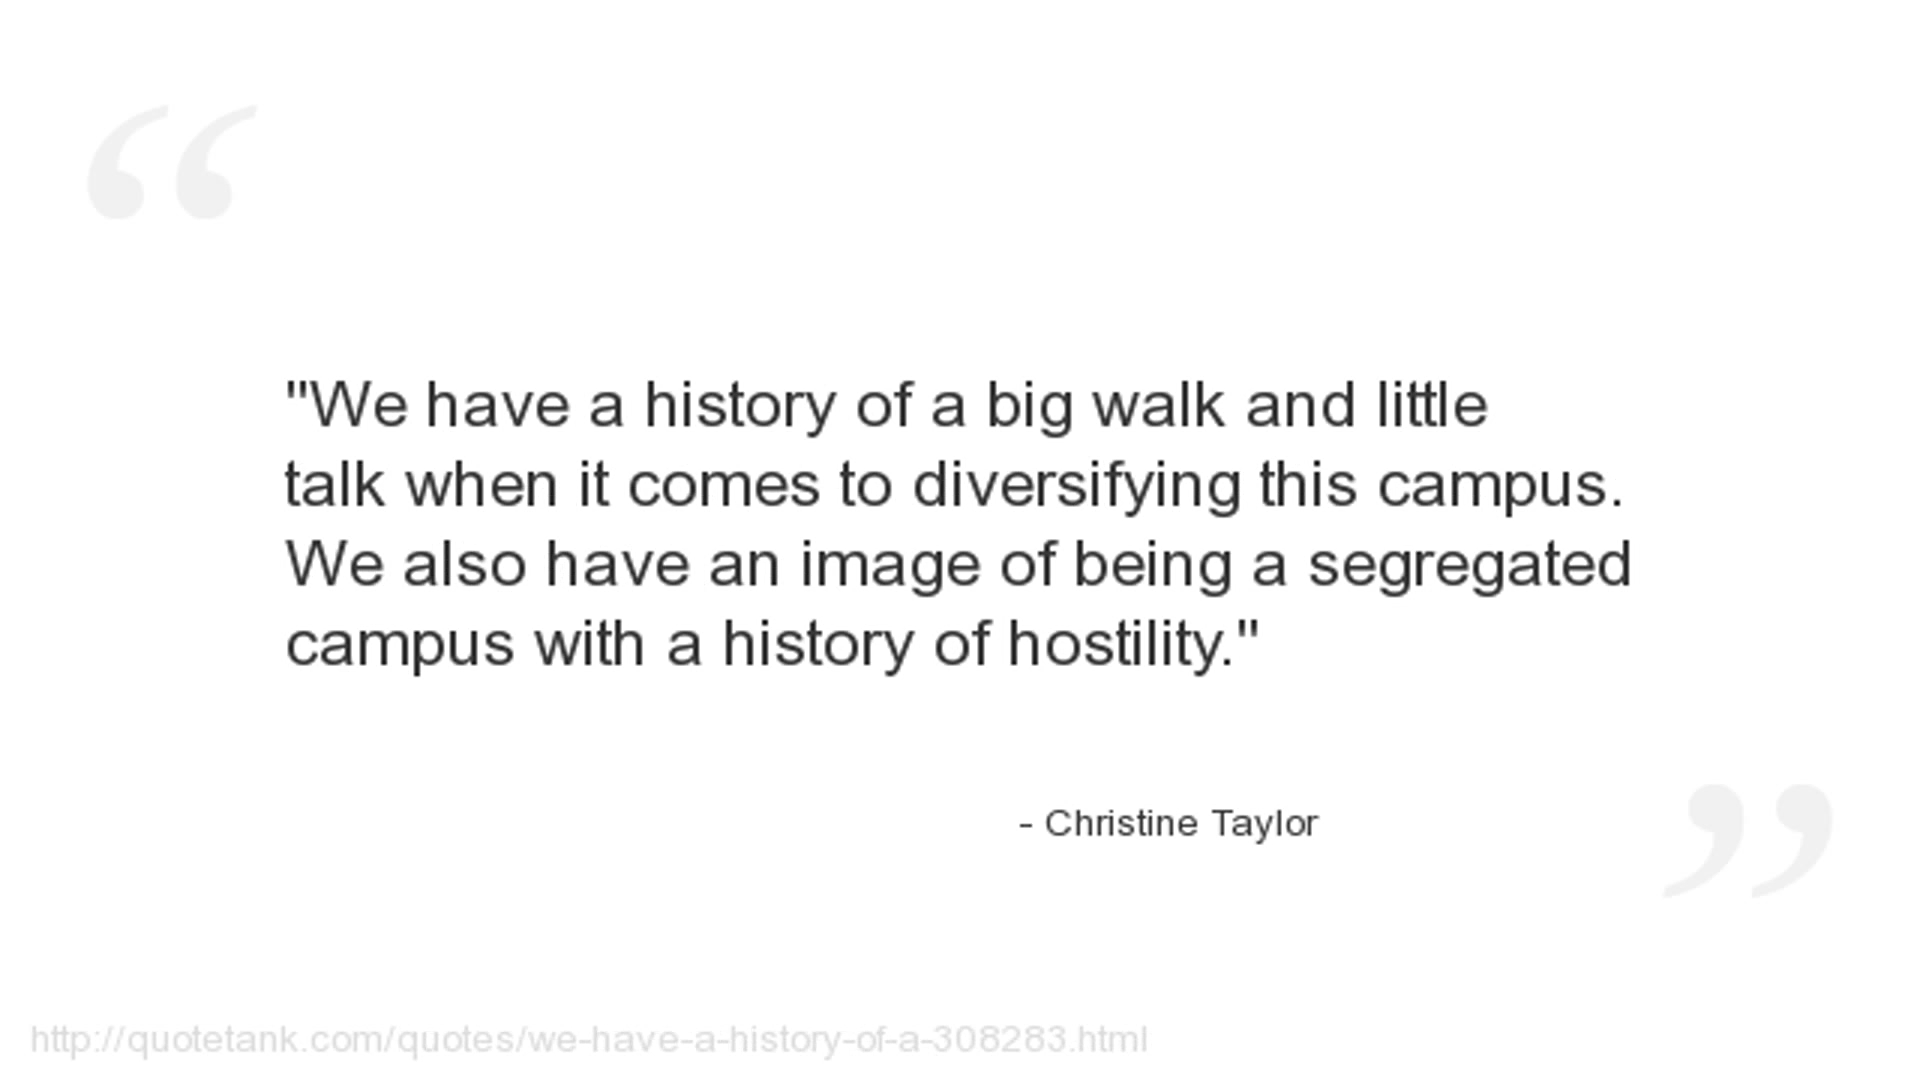 “
"We have a history of a big walk and little
talk when it comes to diversifying this campus.
We also have an image of being a segregated
campus with a history of hostility."
- Christine Taylor
”
http://quotetank.com/quotes/we-have-a-history-of-a-308283.html